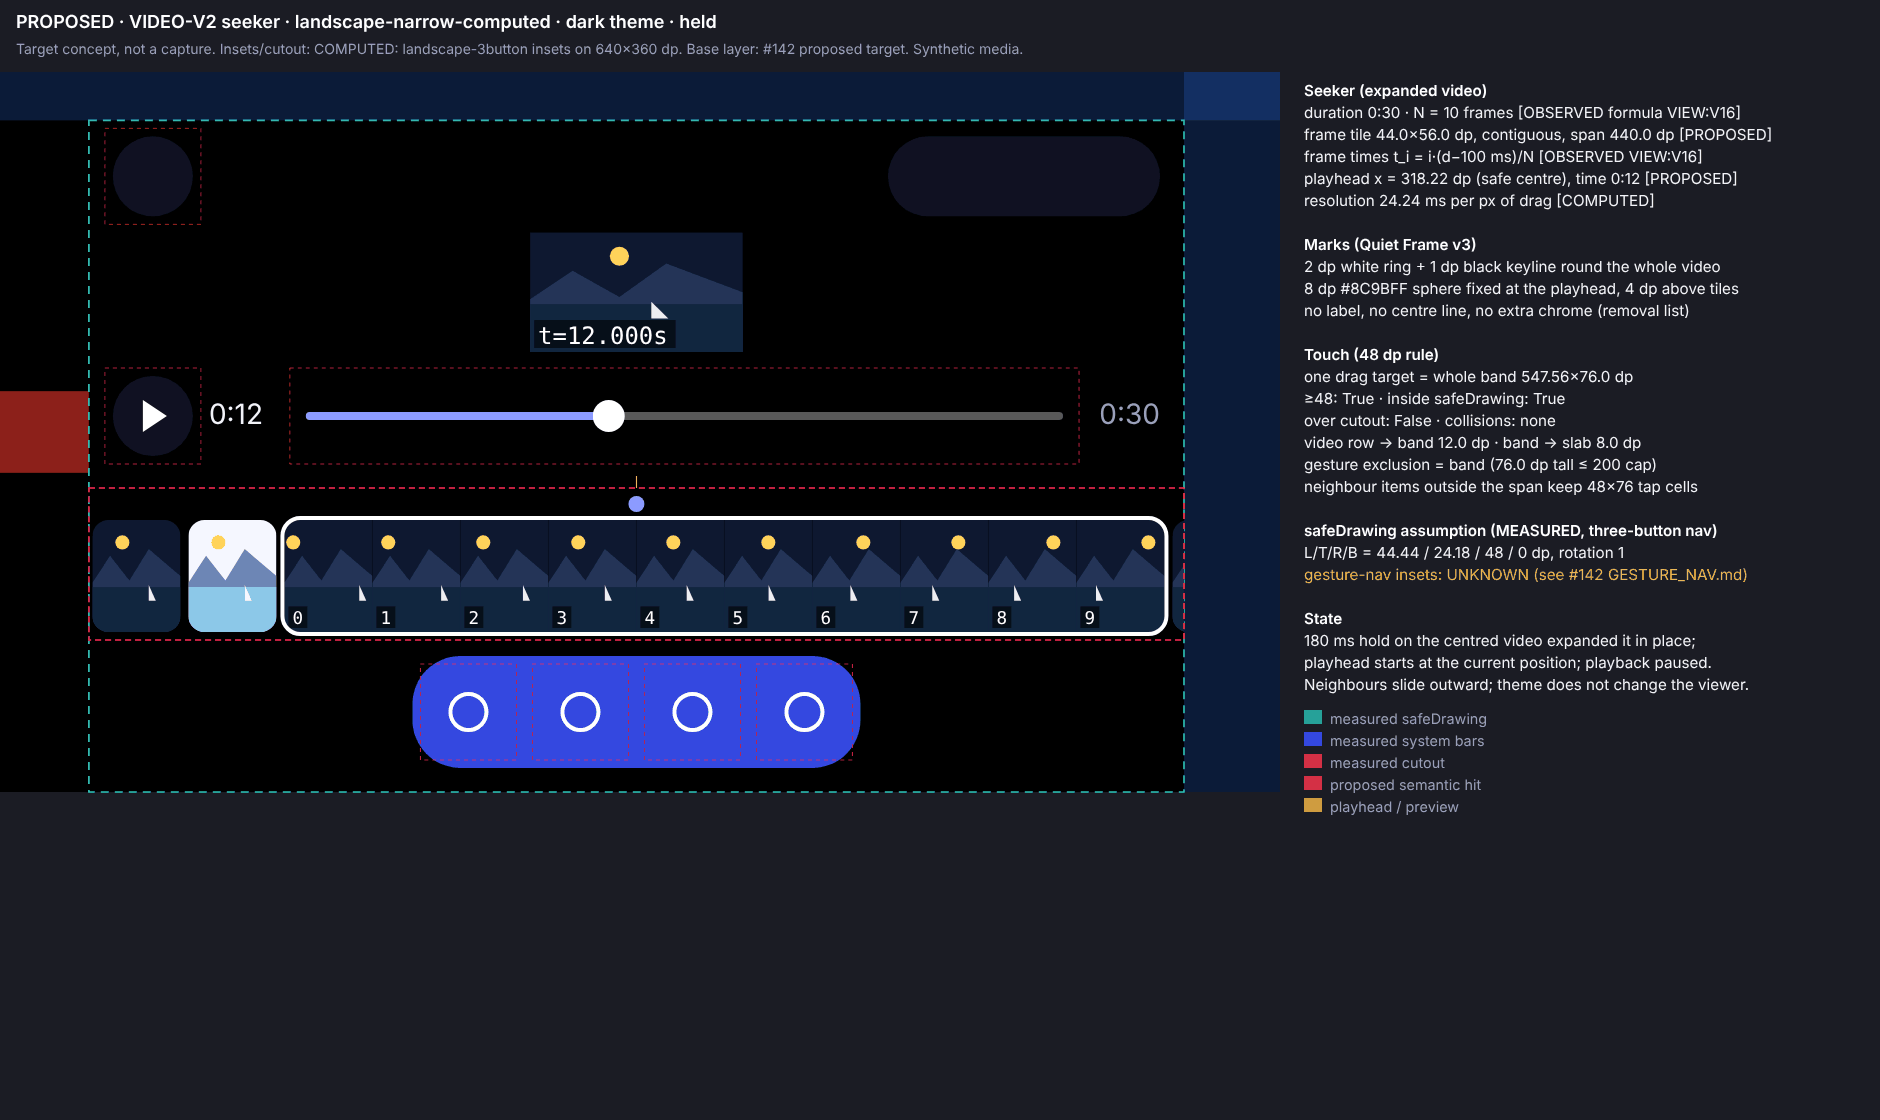 PROPOSED · VIDEO-V2 seeker · landscape-narrow-computed · dark theme · held
Target concept, not a capture. Insets/cutout: COMPUTED: landscape-3button insets on 640×360 dp. Base layer: #142 proposed target. Synthetic media.
t=12.000s
0:12
0:30
0 1 2 3 4 5 6 7 8 9
Seeker (expanded video)
duration 0:30 · N = 10 frames [OBSERVED formula VIEW:V16]
frame tile 44.0×56.0 dp, contiguous, span 440.0 dp [PROPOSED]
frame times t_i = i·(d−100 ms)/N [OBSERVED VIEW:V16]
playhead x = 318.22 dp (safe centre), time 0:12 [PROPOSED]
resolution 24.24 ms per px of drag [COMPUTED]
Marks (Quiet Frame v3)
2 dp white ring + 1 dp black keyline round the whole video
8 dp #8C9BFF sphere fixed at the playhead, 4 dp above tiles
no label, no centre line, no extra chrome (removal list)
Touch (48 dp rule)
one drag target = whole band 547.56×76.0 dp
≥48: True · inside safeDrawing: True
over cutout: False · collisions: none
video row → band 12.0 dp · band → slab 8.0 dp
gesture exclusion = band (76.0 dp tall ≤ 200 cap)
neighbour items outside the span keep 48×76 tap cells
safeDrawing assumption (MEASURED, three-button nav)
L/T/R/B = 44.44 / 24.18 / 48 / 0 dp, rotation 1
gesture-nav insets: UNKNOWN (see #142 GESTURE_NAV.md)
State
180 ms hold on the centred video expanded it in place;
playhead starts at the current position; playback paused.
Neighbours slide outward; theme does not change the viewer.
measured safeDrawing
measured system bars
measured cutout
proposed semantic hit
playhead / preview